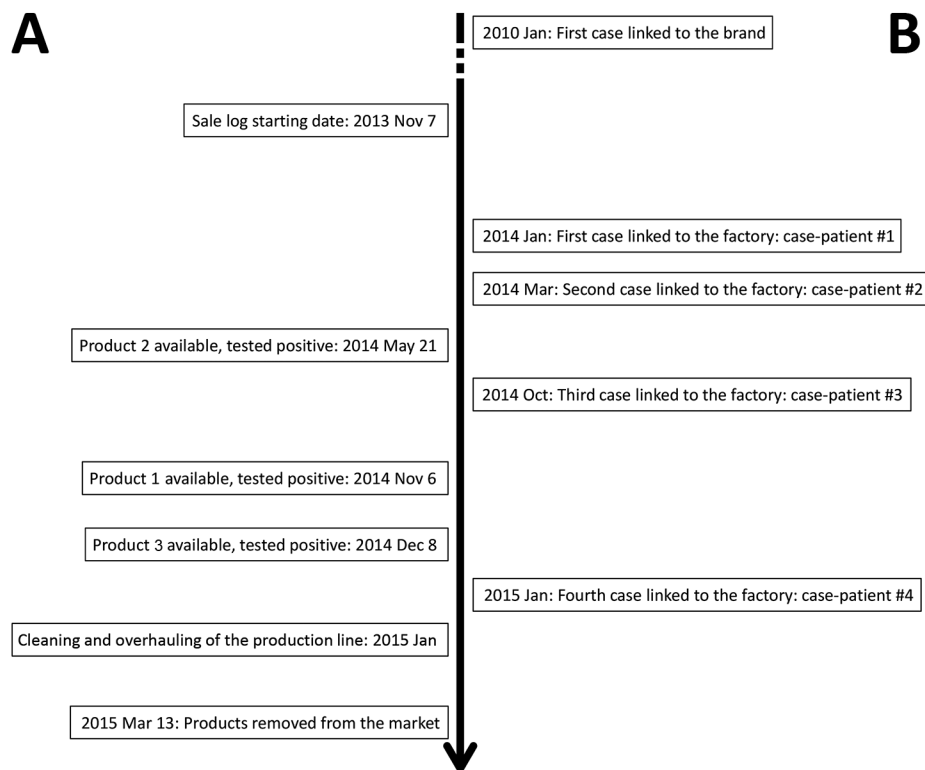 A
B
2010 Jan: First case linked to the brand
Sale log starting date: 2013 Nov 7
2014 Jan: First case linked to the factory: case-patient #1
2014 Mar: Second case linked to the factory: case-patient #2
Product 2 available, tested positive: 2014 May 21
2014 Oct: Third case linked to the factory: case-patient #3
Product 1 available, tested positive: 2014 Nov 6
Product 3 available, tested positive: 2014 Dec 8
2015 Jan: Fourth case linked to the factory: case-patient #4
Cleaning and overhauling of the production line: 2015 Jan
2015 Mar 13: Products removed from the market